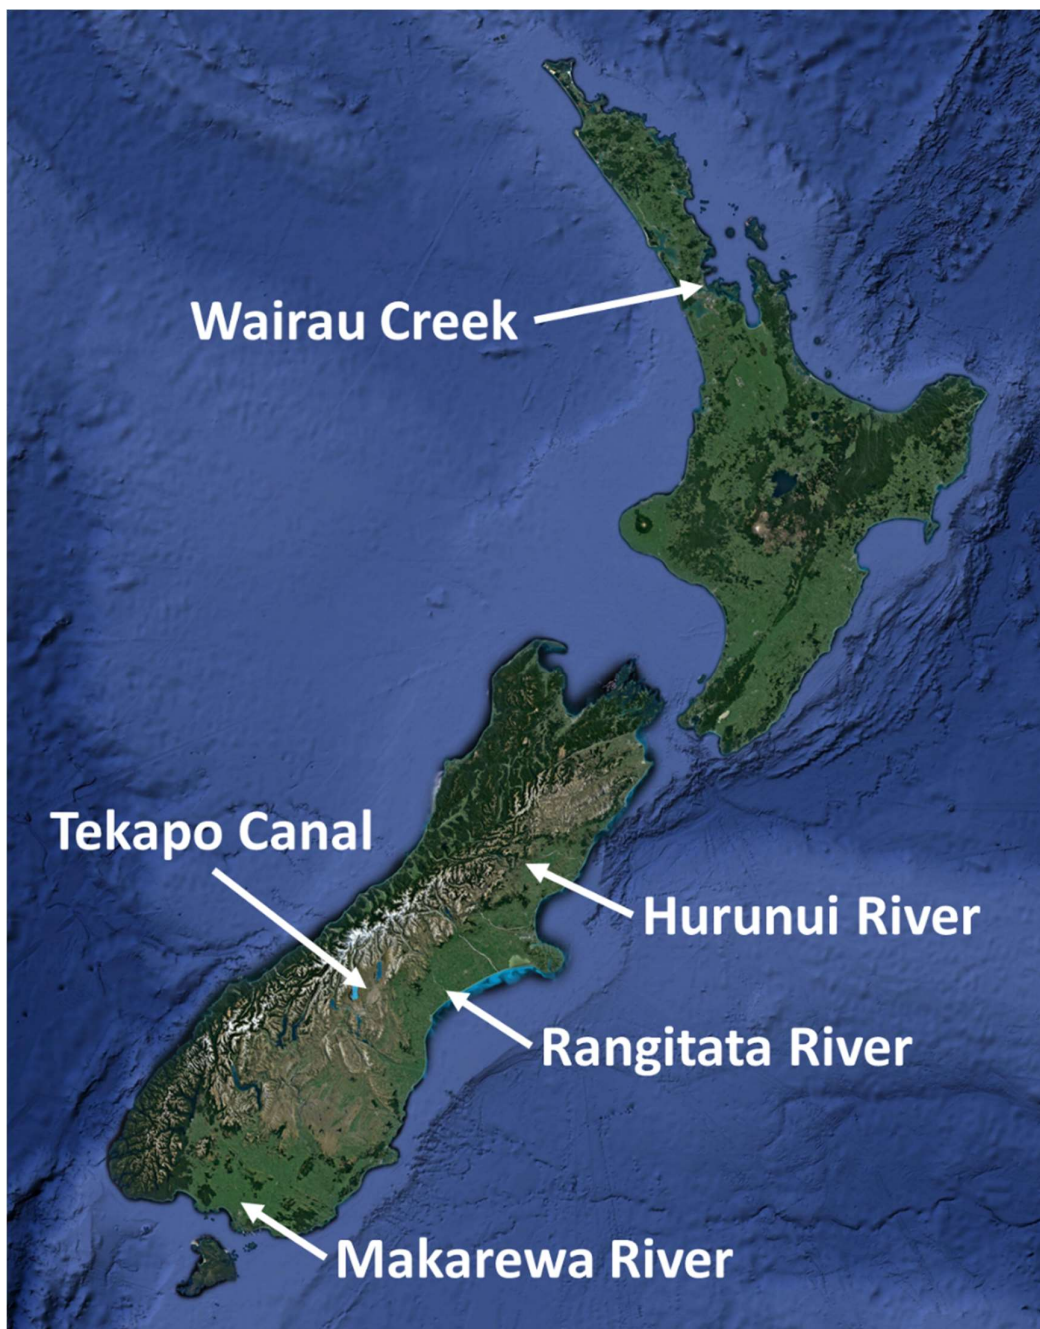 Wairau Creek
Tekapo Canal
Hurunui River
Rangitata River
Makarewa River